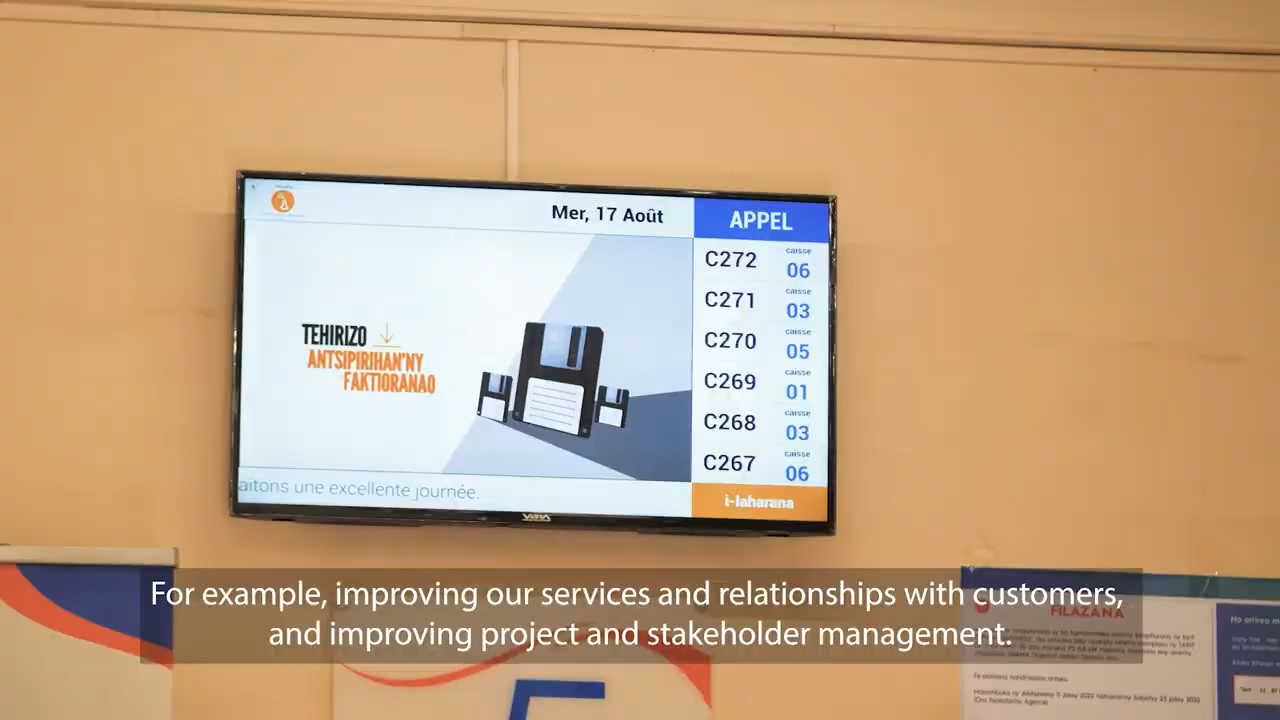 Mer, 17 Août
APPEL
C272 caisse 06
C271 caisse 03
C270 caisse 05
C269 caisse 01
C268 caisse 03
C267 caisse 06
TEHIRIZO
ANTSIPIRIHAN'NY
FAKTIORANAO
aitons une excellente journée.
i-laharana
For example, improving our services and relationships with customers,
and improving project and stakeholder management.
FILAZANA